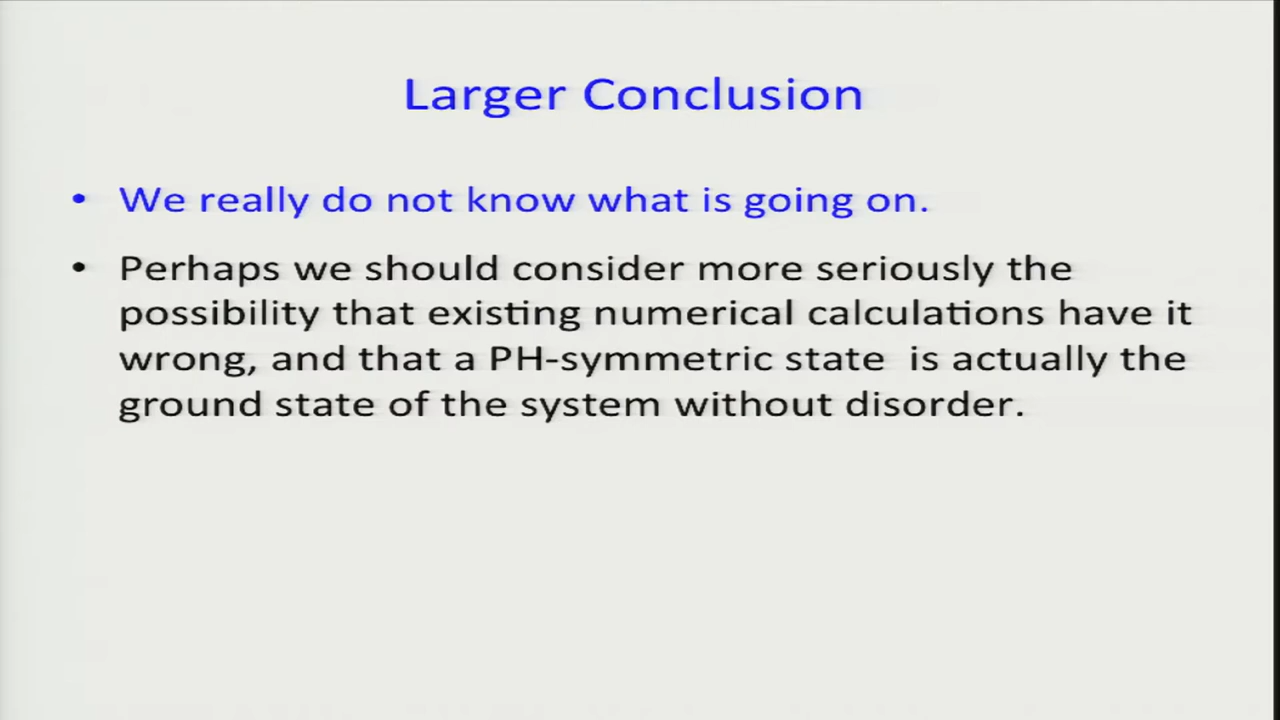 Larger Conclusion
• We really do not know what is going on.
• Perhaps we should consider more seriously the
possibility that existing numerical calculations have it
wrong, and that a PH-symmetric state is actually the
ground state of the system without disorder.